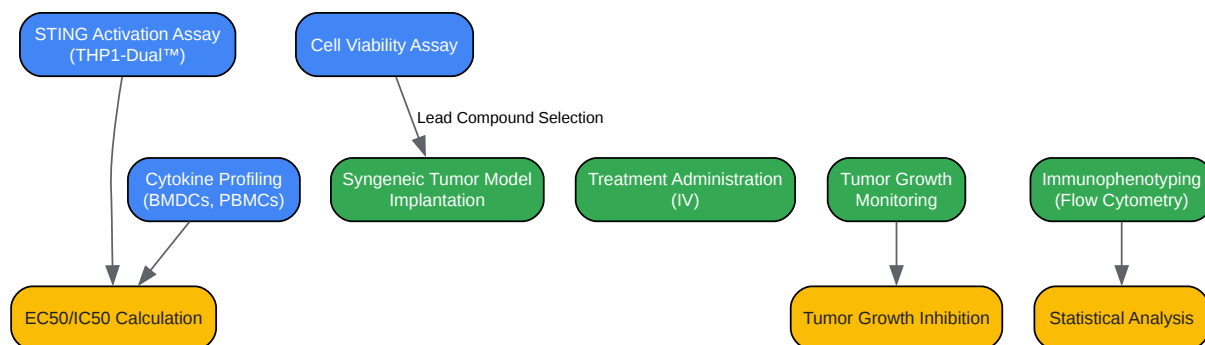 STING Activation Assay
(THP1-Dual™)
Cell Viability Assay
Lead Compound Selection
Cytokine Profiling
(BMDCs, PBMCs)
Syngeneic Tumor Model
Implantation
Treatment Administration
(IV)
Tumor Growth
Monitoring
Immunophenotyping
(Flow Cytometry)
EC50/IC50 Calculation
Tumor Growth Inhibition
Statistical Analysis